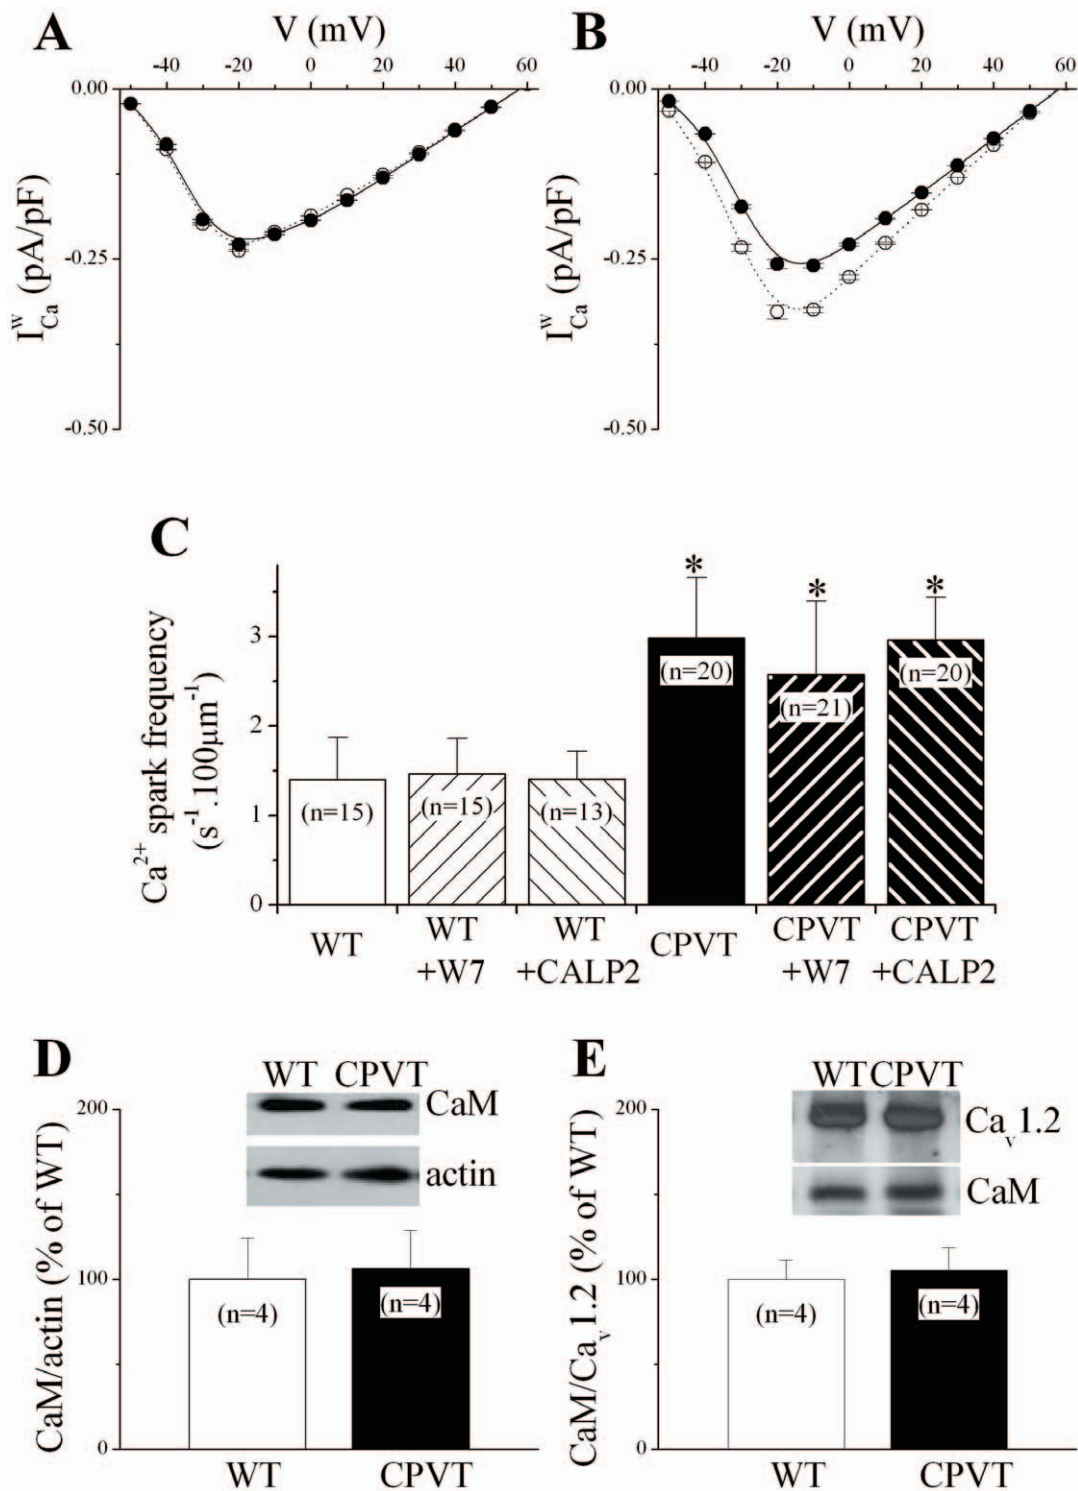 A
V (mV)
-40 -20 0 20 40 60
0.00
-0.25
-0.50
I^w_Ca (pA/pF)
B
V (mV)
-40 -20 0 20 40 60
0.00
-0.25
-0.50
I^w_Ca (pA/pF)
C
Ca²⁺ spark frequency
(s⁻¹.100μm⁻¹)
3
2
1
0
* * *
(n=15) (n=15) (n=13) (n=20) (n=21) (n=20)
WT WT WT CPVT CPVT CPVT
+W7 +CALP2 +W7 +CALP2
D
WT CPVT
CaM
actin
CaM/actin (% of WT)
200
100
0
(n=4) (n=4)
WT CPVT
E
WT CPVT
Ca_v1.2
CaM
CaM/Ca_v1.2 (% of WT)
200
100
0
(n=4) (n=4)
WT CPVT